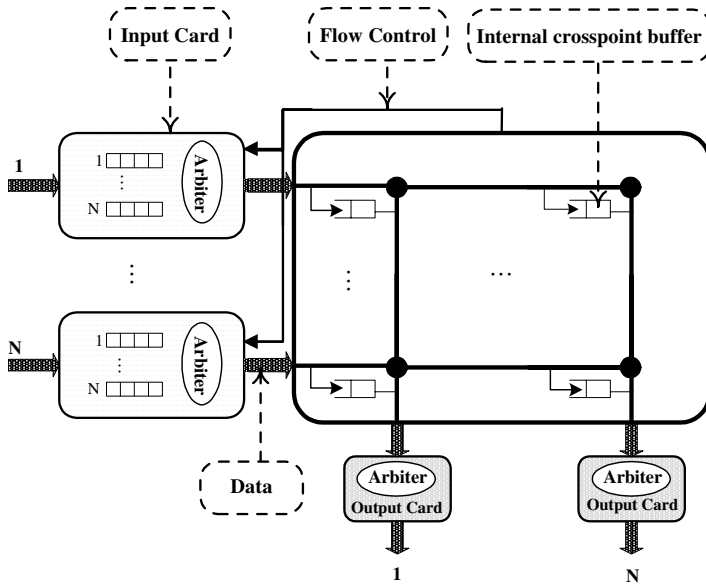 Input Card
Flow Control
Internal crosspoint buffer
1
1
...
N
Arbiter
...
...
...
N
1
...
N
Arbiter
Data
Arbiter
Output Card
Arbiter
Output Card
1
N